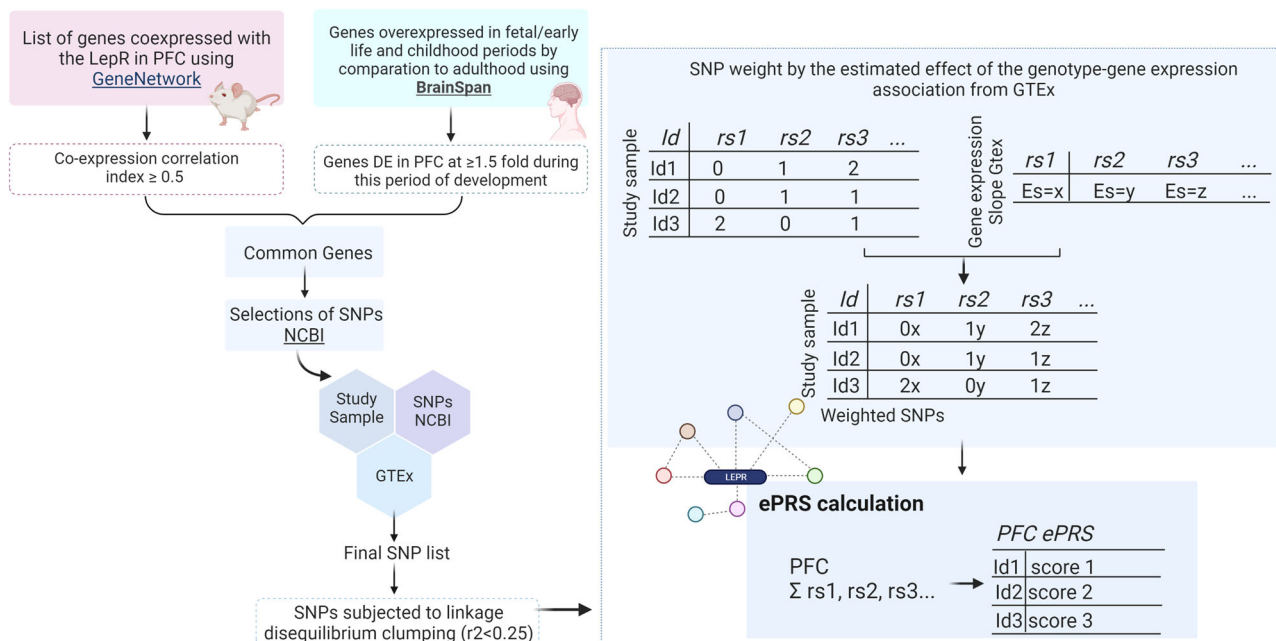 List of genes coexpressed with
the LepR in PFC using
GeneNetwork
Genes overexpressed in fetal/early
life and childhood periods by
comparation to adulthood using
BrainSpan
Co-expression correlation
index ≥ 0.5
Genes DE in PFC at ≥1.5 fold during
this period of development
Common Genes
Selections of SNPs
NCBI
Study
Sample
SNPs
NCBI
GTEx
Final SNP list
SNPs subjected to linkage
disequilibrium clumping (r2<0.25)
SNP weight by the estimated effect of the genotype-gene expression
association from GTEx
Study sample
Id rs1 rs2 rs3 ...
Id1 0 1 2
Id2 0 1 1
Id3 2 0 1
Gene expression
Slope Gtex
rs1 rs2 rs3 ...
Es=x Es=y Es=z ...
Study sample
Id rs1 rs2 rs3 ...
Id1 0x 1y 2z
Id2 0x 1y 1z
Id3 2x 0y 1z
Weighted SNPs
LEPR
ePRS calculation
PFC
Σ rs1, rs2, rs3...
PFC ePRS
Id1 score 1
Id2 score 2
Id3 score 3